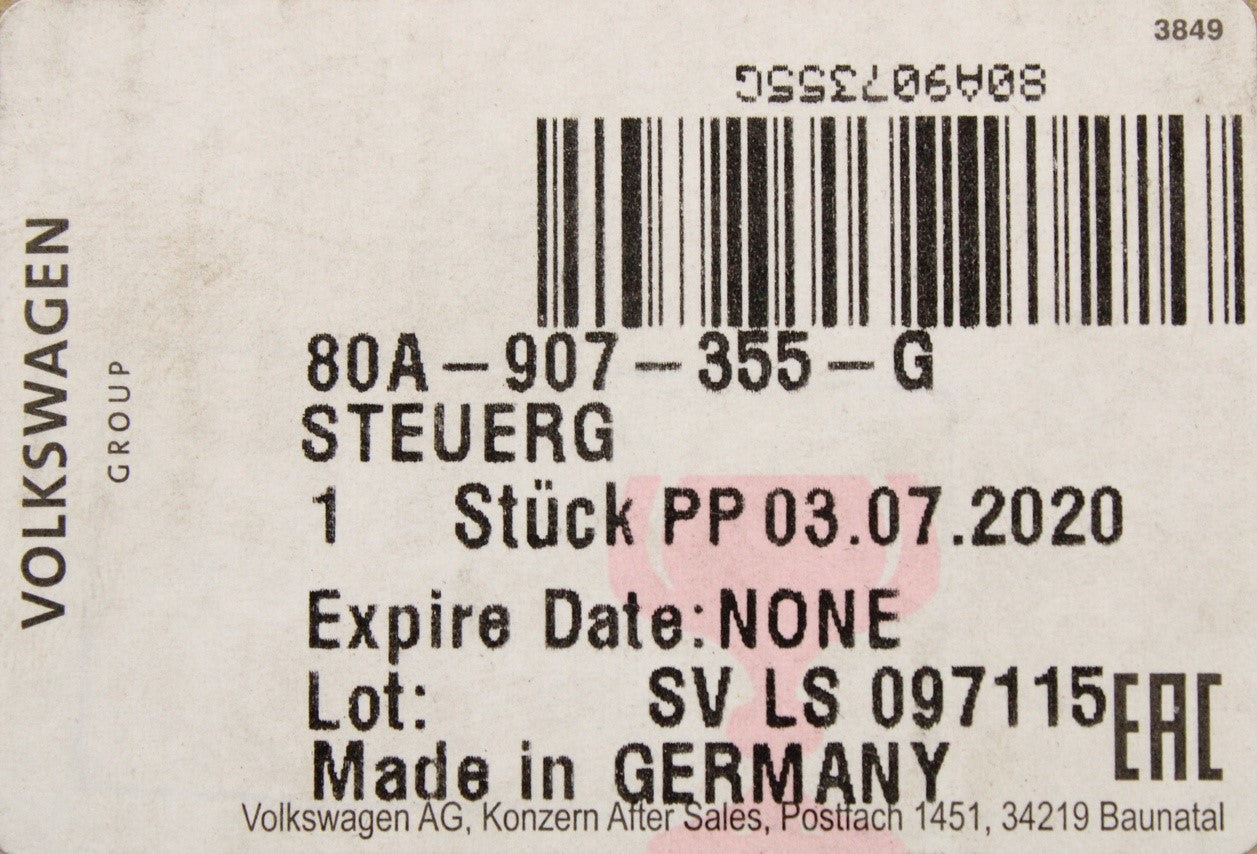 3849
80A907355G
80A-907-355-G
STEUERG
1 Stück PP 03.07.2020
Expire Date:NONE
Lot: SV LS 097115
EAC
Made in GERMANY
Volkswagen AG, Konzern After Sales, Postfach 1451, 34219 Baunatal
VOLKSWAGEN
GROUP